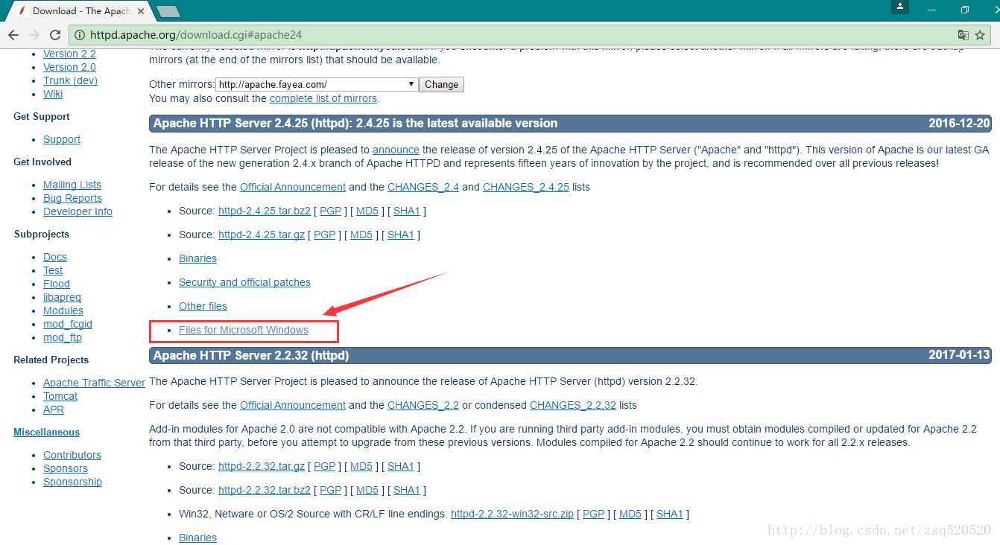 Download - The Apach
httpd.apache.org/download.cgi#apache24
mirrors (at the end of the mirrors list) that should be available.
Other mirrors: http://apache.fayea.com/ Change
You may also consult the complete list of mirrors.
Version 2.2
Version 2.0
Trunk (dev)
Wiki
Get Support
Support
Get Involved
Mailing Lists
Bug Reports
Developer Info
Subprojects
Docs
Test
Flood
libapreq
Modules
mod_fcgid
mod_ftp
Related Projects
Apache Traffic Server
Tomcat
APR
Miscellaneous
Contributors
Sponsors
Sponsorship
Apache HTTP Server 2.4.25 (httpd): 2.4.25 is the latest available version 2016-12-20
The Apache HTTP Server Project is pleased to announce the release of version 2.4.25 of the Apache HTTP Server ("Apache" and "httpd"). This version of Apache is our latest GA
release of the new generation 2.4.x branch of Apache HTTPD and represents fifteen years of innovation by the project, and is recommended over all previous releases!
For details see the Official Announcement and the CHANGES_2.4 and CHANGES_2.4.25 lists
Source: httpd-2.4.25.tar.bz2 [ PGP ] [ MD5 ] [ SHA1 ]
Source: httpd-2.4.25.tar.gz [ PGP ] [ MD5 ] [ SHA1 ]
Binaries
Security and official patches
Other files
Files for Microsoft Windows
Apache HTTP Server 2.2.32 (httpd) 2017-01-13
The Apache HTTP Server Project is pleased to announce the release of Apache HTTP Server (httpd) version 2.2.32.
For details see the Official Announcement and the CHANGES_2.2 or condensed CHANGES_2.2.32 lists
Add-in modules for Apache 2.0 are not compatible with Apache 2.2. If you are running third party add-in modules, you must obtain modules compiled or updated for Apache 2.2
from that third party, before you attempt to upgrade from these previous versions. Modules compiled for Apache 2.2 should continue to work for all 2.2.x releases.
Source: httpd-2.2.32.tar.gz [ PGP ] [ MD5 ] [ SHA1 ]
Source: httpd-2.2.32.tar.bz2 [ PGP ] [ MD5 ] [ SHA1 ]
Win32, Netware or OS/2 Source with CR/LF line endings: httpd-2.2.32-win32-src.zip [ PGP ] [ MD5 ] [ SHA1 ]
Binaries
http://blog.csdn.net/zsq520520